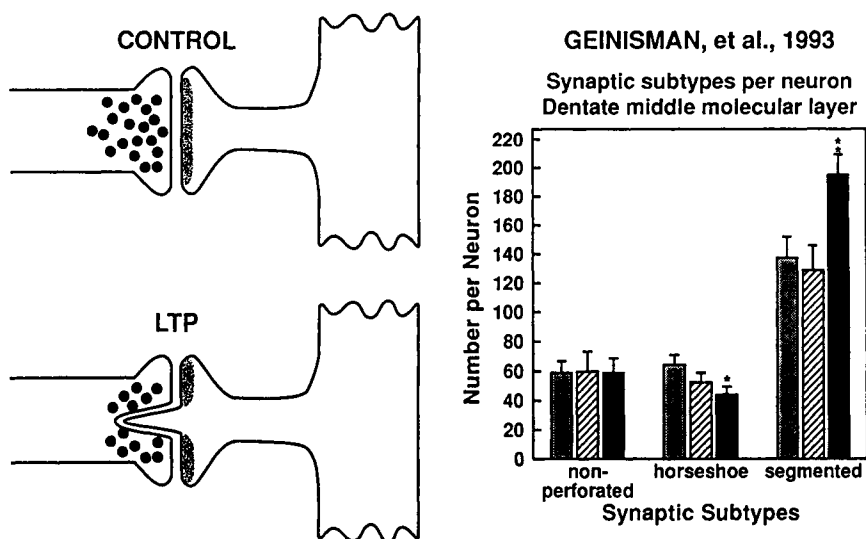 CONTROL
LTP
GEINISMAN, et al., 1993
Synaptic subtypes per neuron
Dentate middle molecular layer
Number per Neuron
220
200
180
160
140
120
100
80
60
40
20
0
*
*
*
non-
perforated
horseshoe
segmented
Synaptic Subtypes